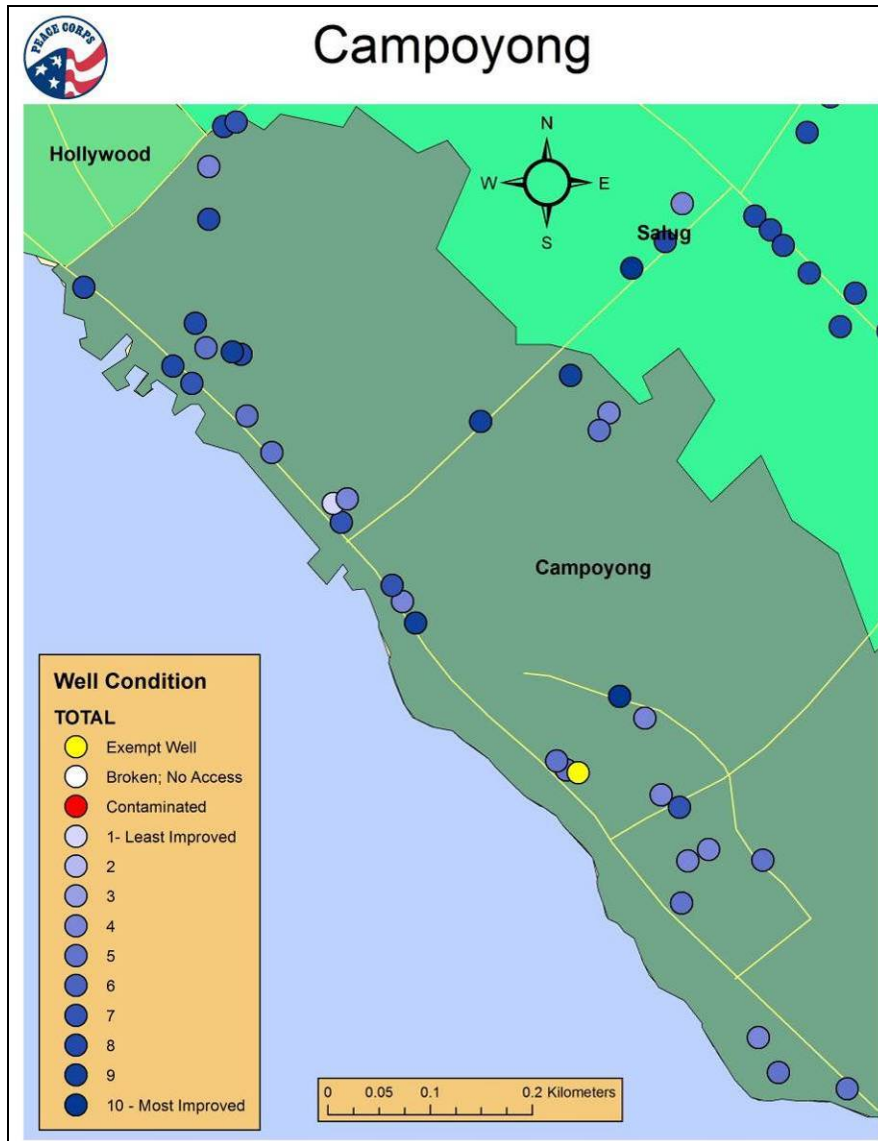 PEACE CORPS
Campoyong
Hollywood
N
W E
S
Salug
Campoyong
Well Condition
TOTAL
Exempt Well
Broken; No Access
Contaminated
1- Least Improved
2
3
4
5
6
7
8
9
10 - Most Improved
0 0.05 0.1 0.2 Kilometers